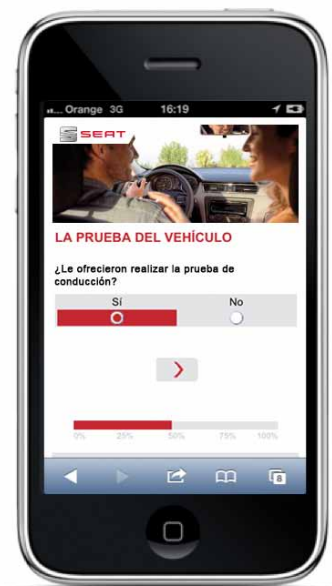 Orange 3G 16:19
SEAT
LA PRUEBA DEL VEHÍCULO
¿Le ofrecieron realizar la prueba de
conducción?
Sí No
0% 25% 50% 75% 100%
8